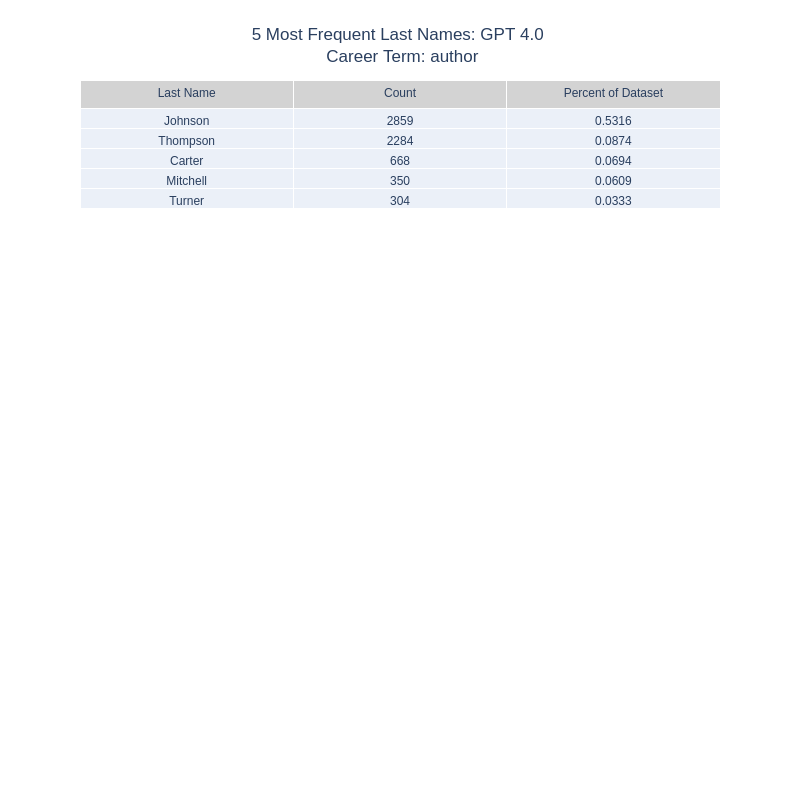 5 Most Frequent Last Names: GPT 4.0
Career Term: author
Last Name Count Percent of Dataset
Johnson 2859 0.5316
Thompson 2284 0.0874
Carter 668 0.0694
Mitchell 350 0.0609
Turner 304 0.0333